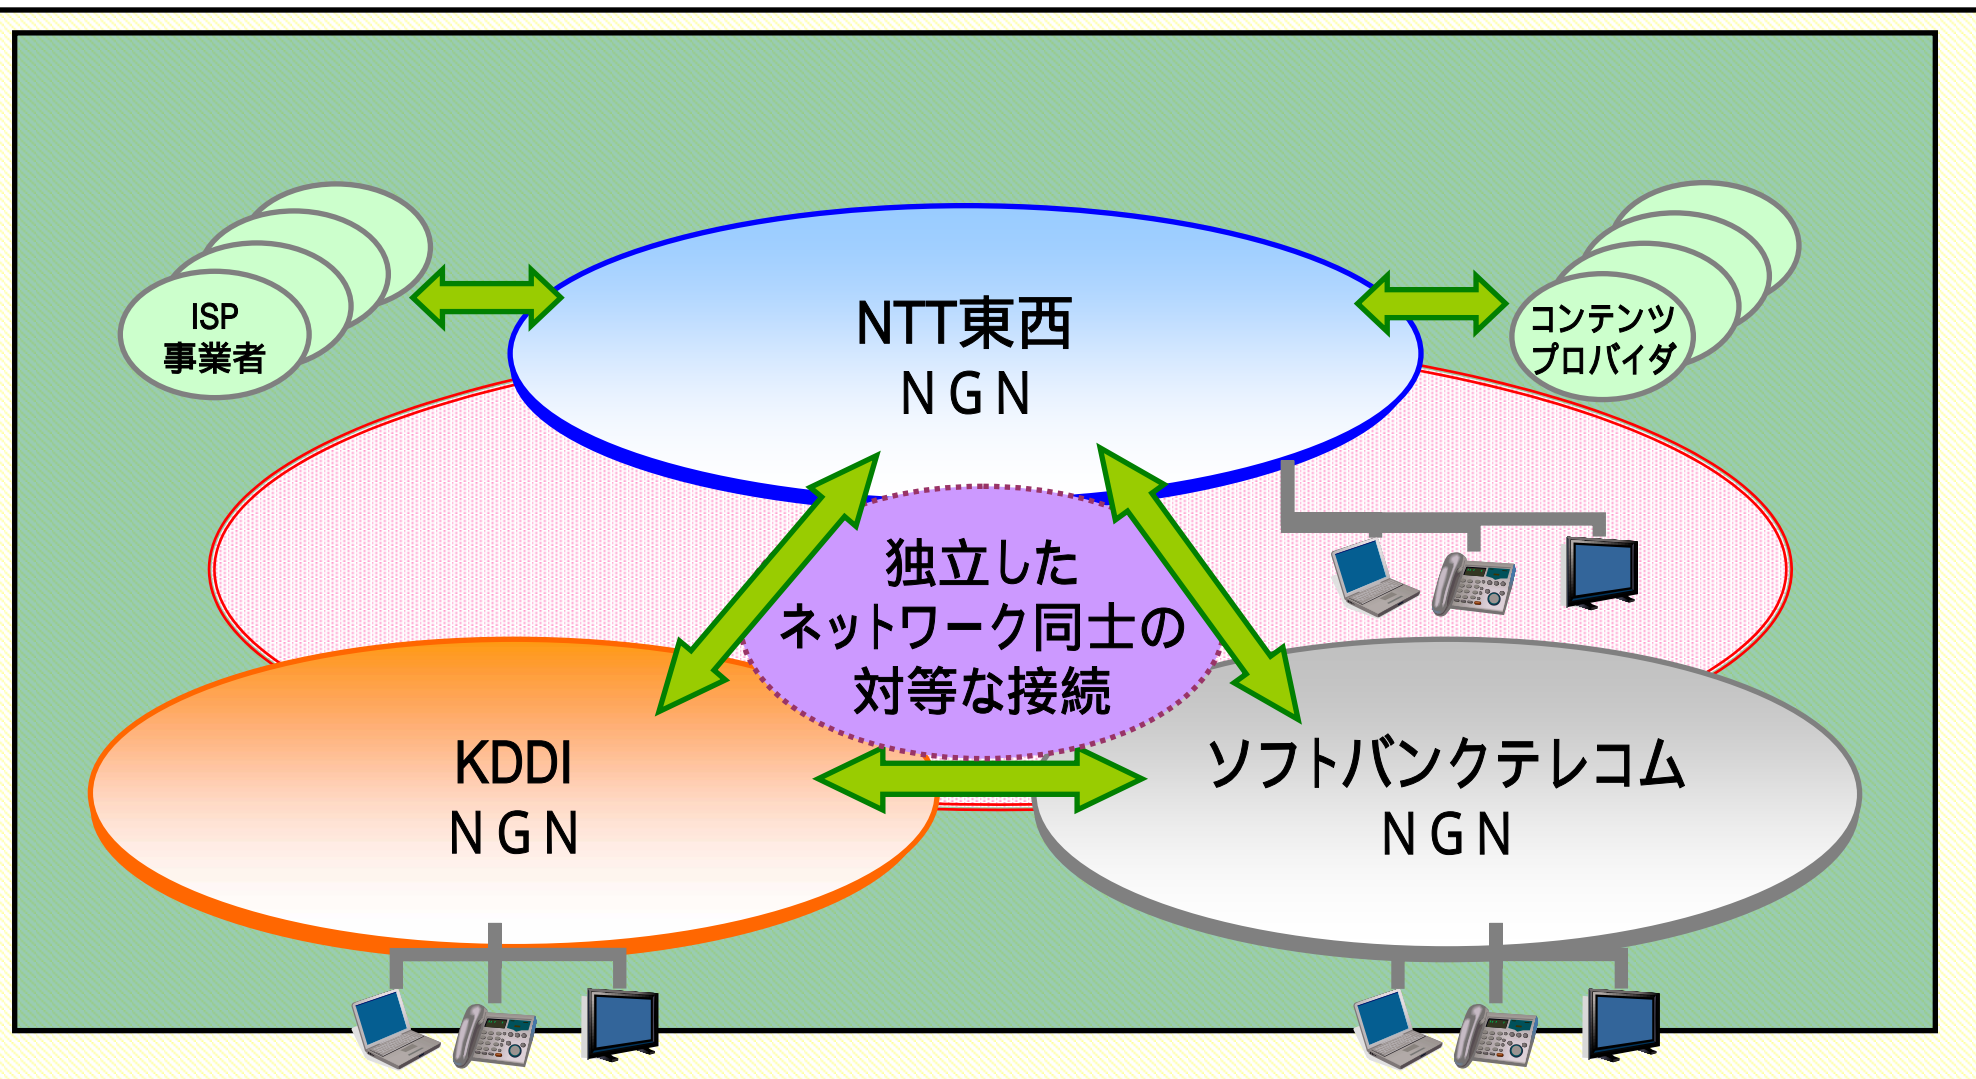 ISP
事業者
NTT東西
ＮＧＮ
コンテンツ
プロバイダ
独立した
ネットワーク同士の
対等な接続
KDDI
ＮＧＮ
ソフトバンクテレコム
ＮＧＮ